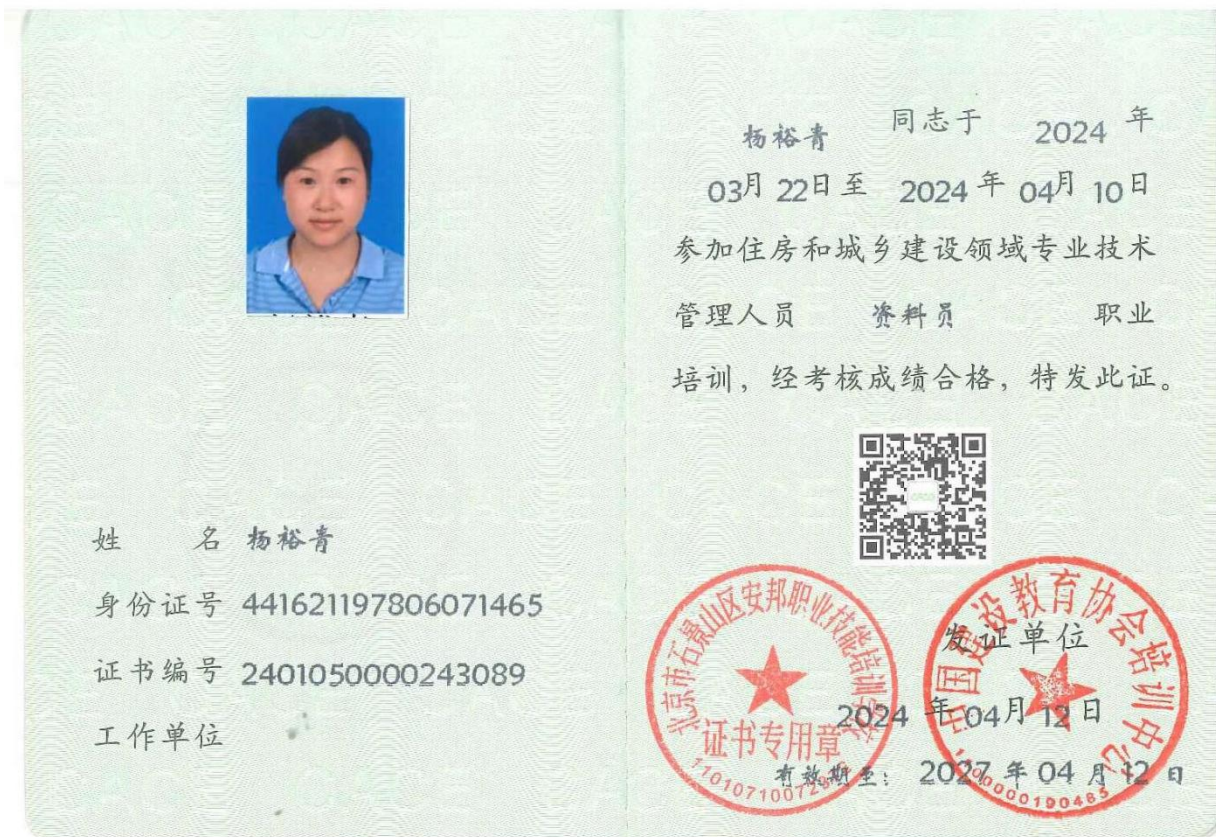 姓 名 杨裕青
身份证号 441621197806071465
证书编号 2401050000243089
工作单位
杨裕青 同志于 2024 年
03月 22日至 2024 年 04月 10日
参加住房和城乡建设领域专业技术
管理人员 资料员 职业
培训，经考核成绩合格，特发此证。
北京市石景山区安邦职业技能培训学校
证书专用章
中国建设教育协会培训中心
发证单位
2024 年 04月 12日
有效期至： 2027 年 04 月 12 日